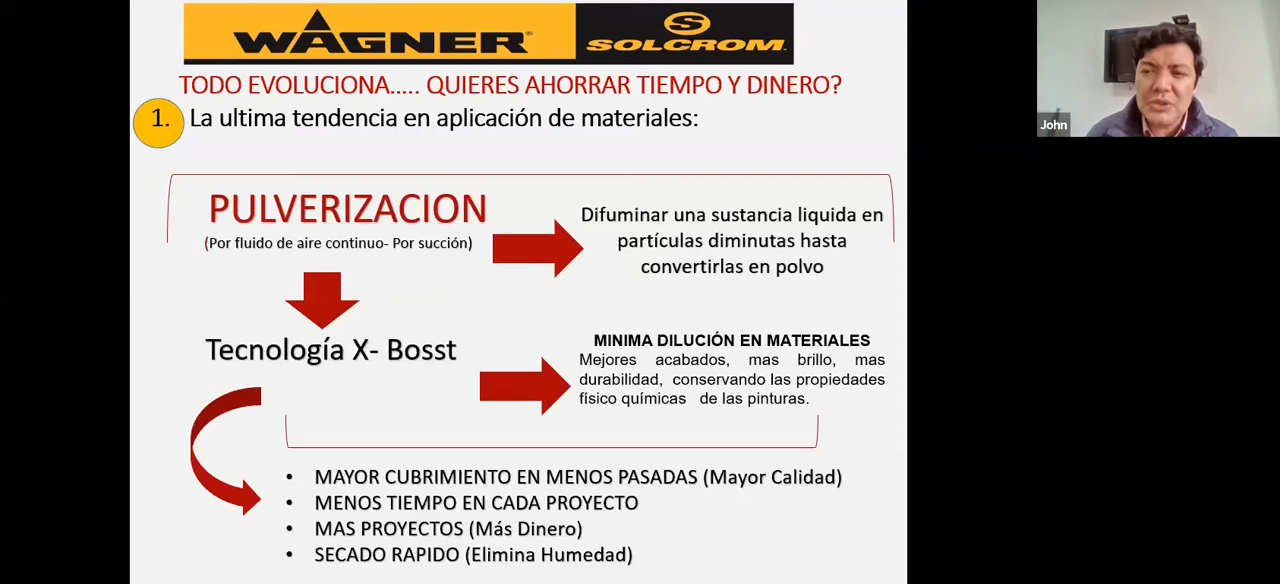 WAGNER®
S
SOLCROM
TODO EVOLUCIONA..... QUIERES AHORRAR TIEMPO Y DINERO?
1. La ultima tendencia en aplicación de materiales:
PULVERIZACION
(Por fluido de aire continuo- Por succión)
Difuminar una sustancia liquida en
partículas diminutas hasta
convertirlas en polvo
Tecnología X- Bosst
MINIMA DILUCIÓN EN MATERIALES
Mejores acabados, mas brillo, mas
durabilidad, conservando las propiedades
físico químicas de las pinturas.
• MAYOR CUBRIMIENTO EN MENOS PASADAS (Mayor Calidad)
• MENOS TIEMPO EN CADA PROYECTO
• MAS PROYECTOS (Más Dinero)
• SECADO RAPIDO (Elimina Humedad)
John